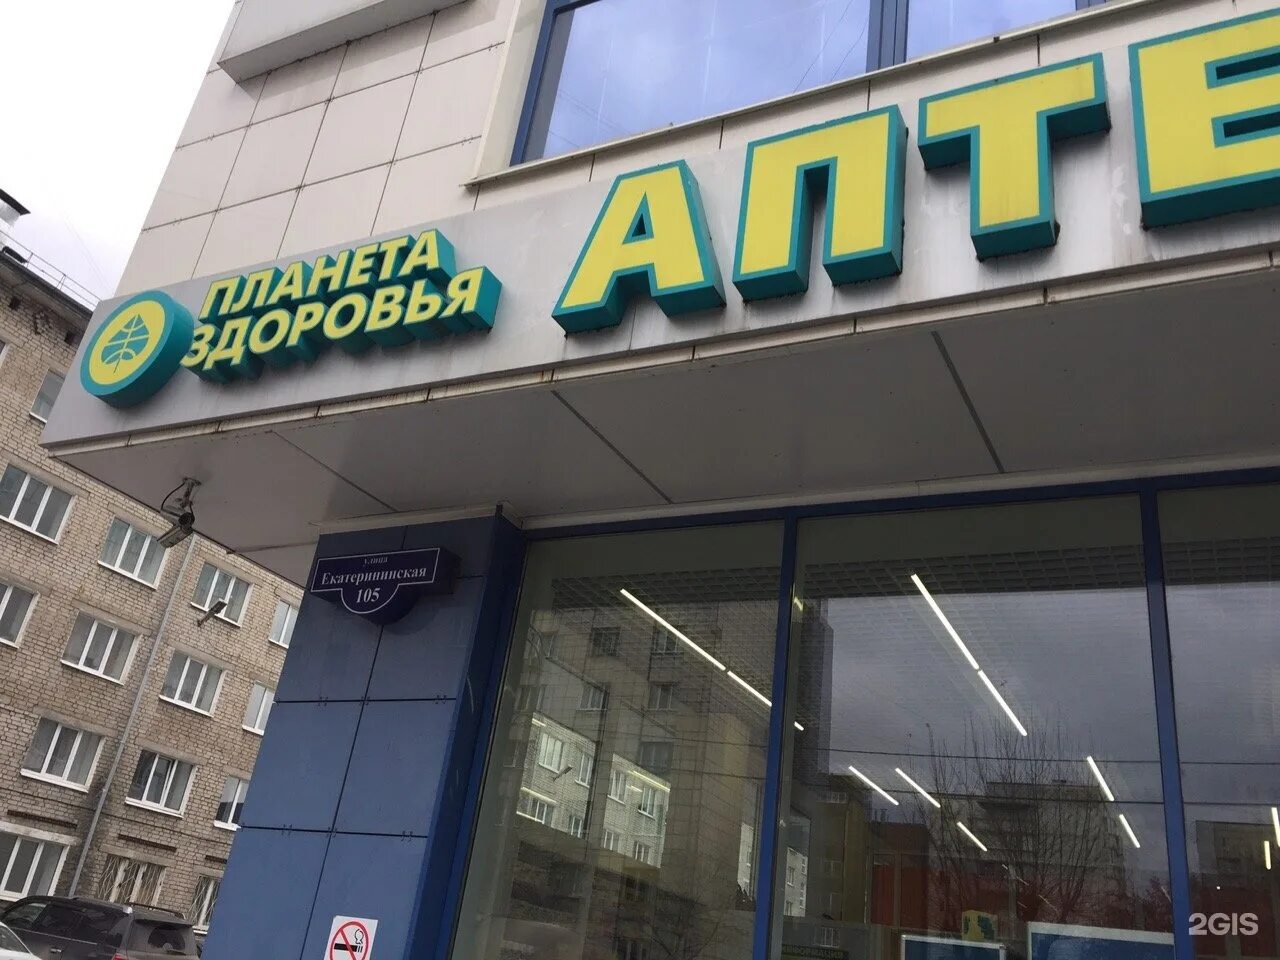 ПЛАНЕТА
ЗДОРОВЬЯ
АПТЕ
улица
Екатерининская
105
2GIS